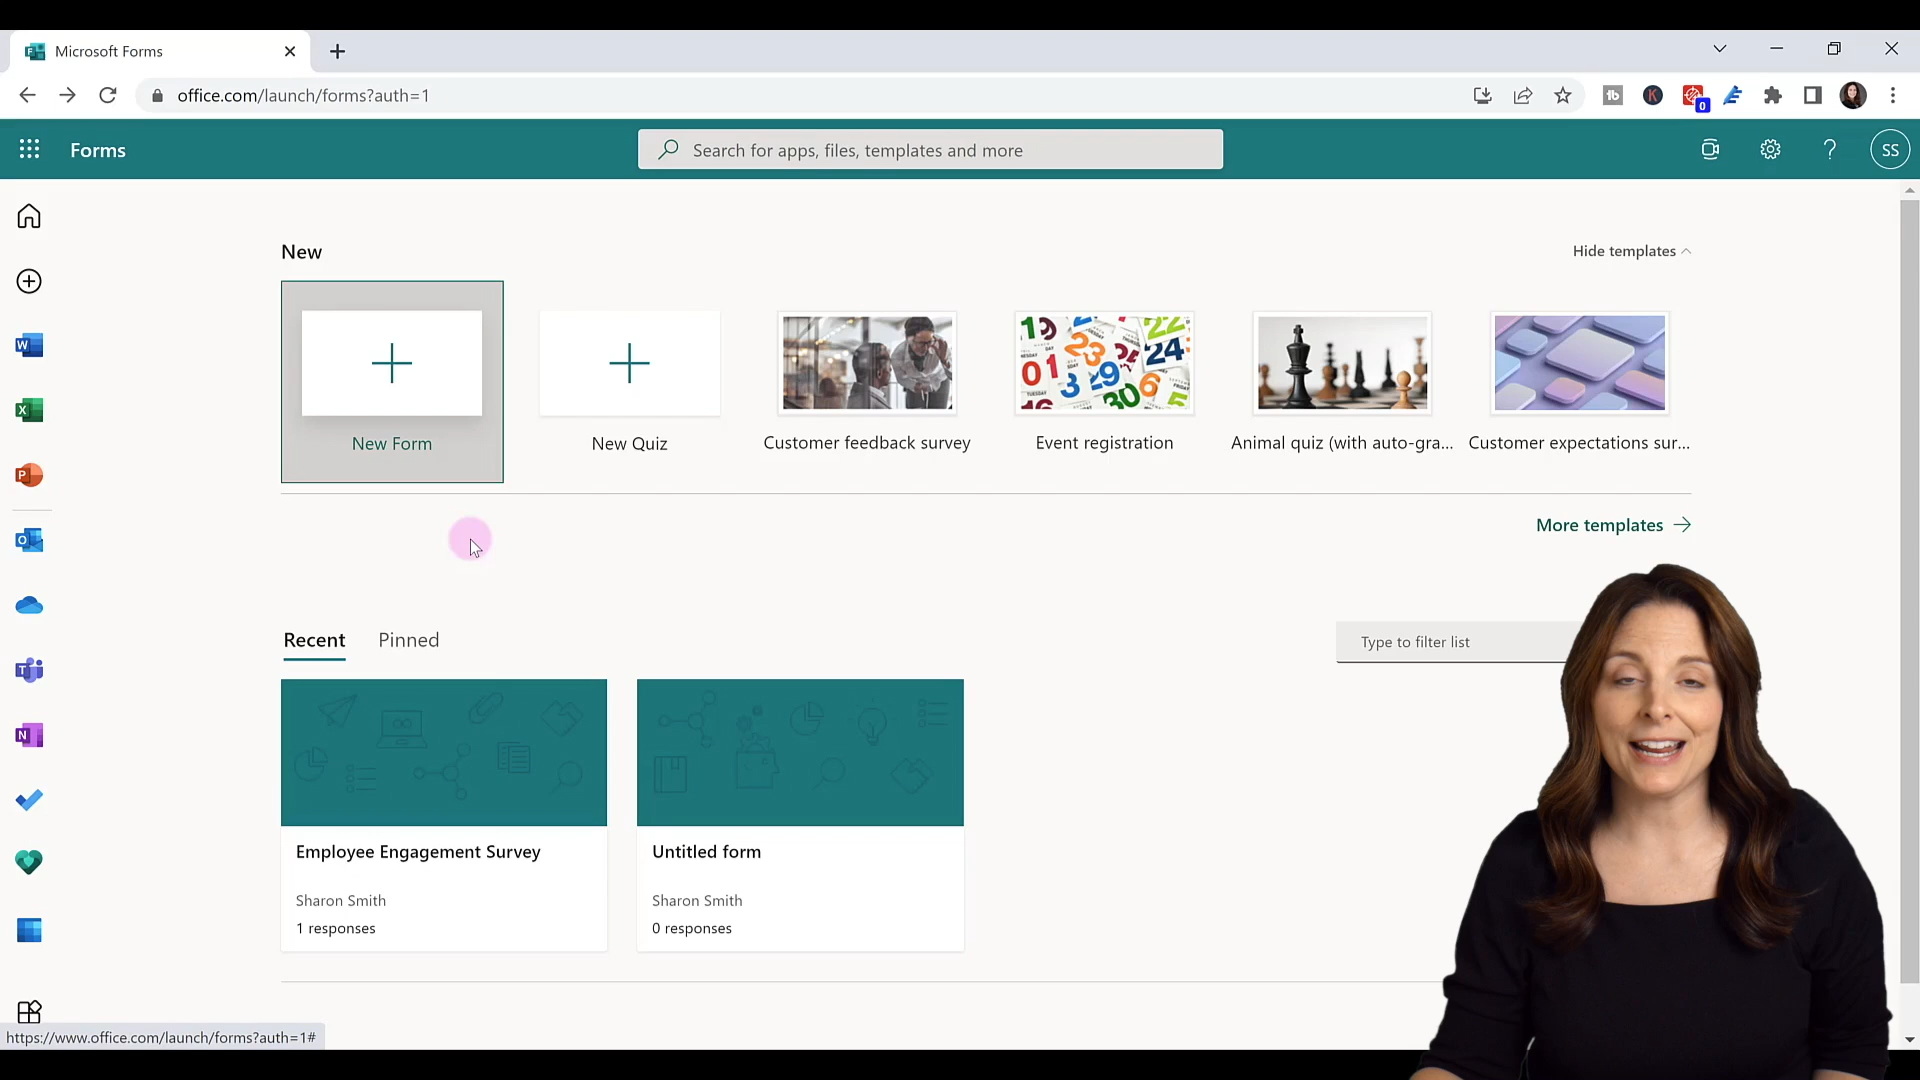 Microsoft Forms
office.com/launch/forms?auth=1
0
Forms
Search for apps, files, templates and more
SS
New
Hide templates
New Form
New Quiz
Customer feedback survey
Event registration
Animal quiz (with auto-gra...
Customer expectations sur...
More templates
Recent
Pinned
Type to filter list
Employee Engagement Survey
Sharon Smith
1 responses
Untitled form
Sharon Smith
0 responses
https://www.office.com/launch/forms?auth=1#